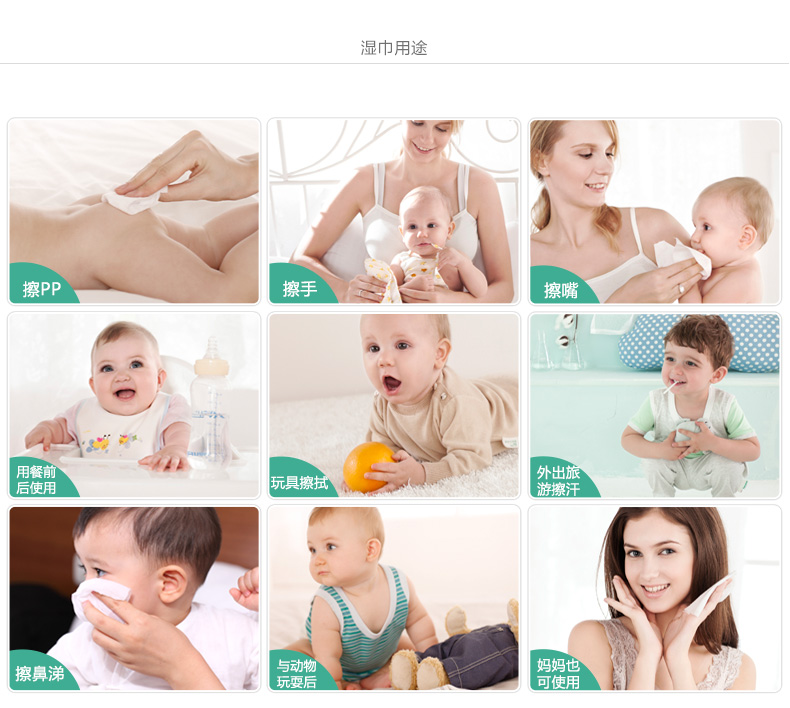 湿巾用途
擦PP
擦手
擦嘴
用餐前
后使用
玩具擦拭
外出旅
游擦汗
擦鼻涕
与动物
玩耍后
妈妈也
可使用